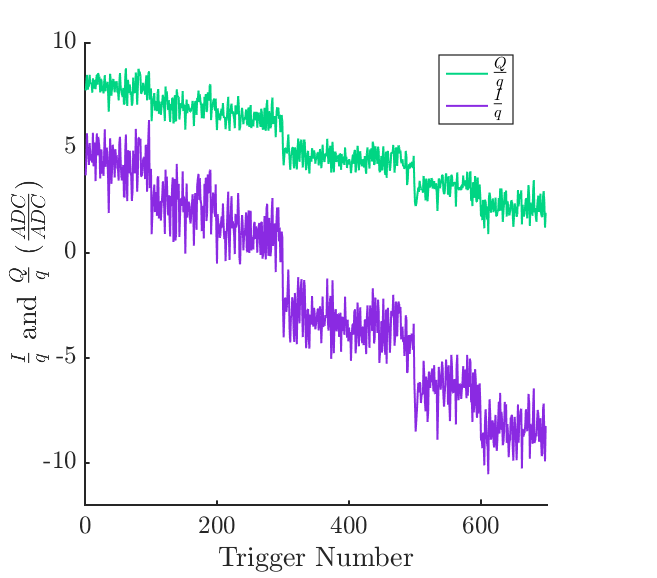 10
5
0
-5
-10
0 200 400 600
Trigger Number
I/q and Q/q (ADC/ADC)
Q/q
I/q